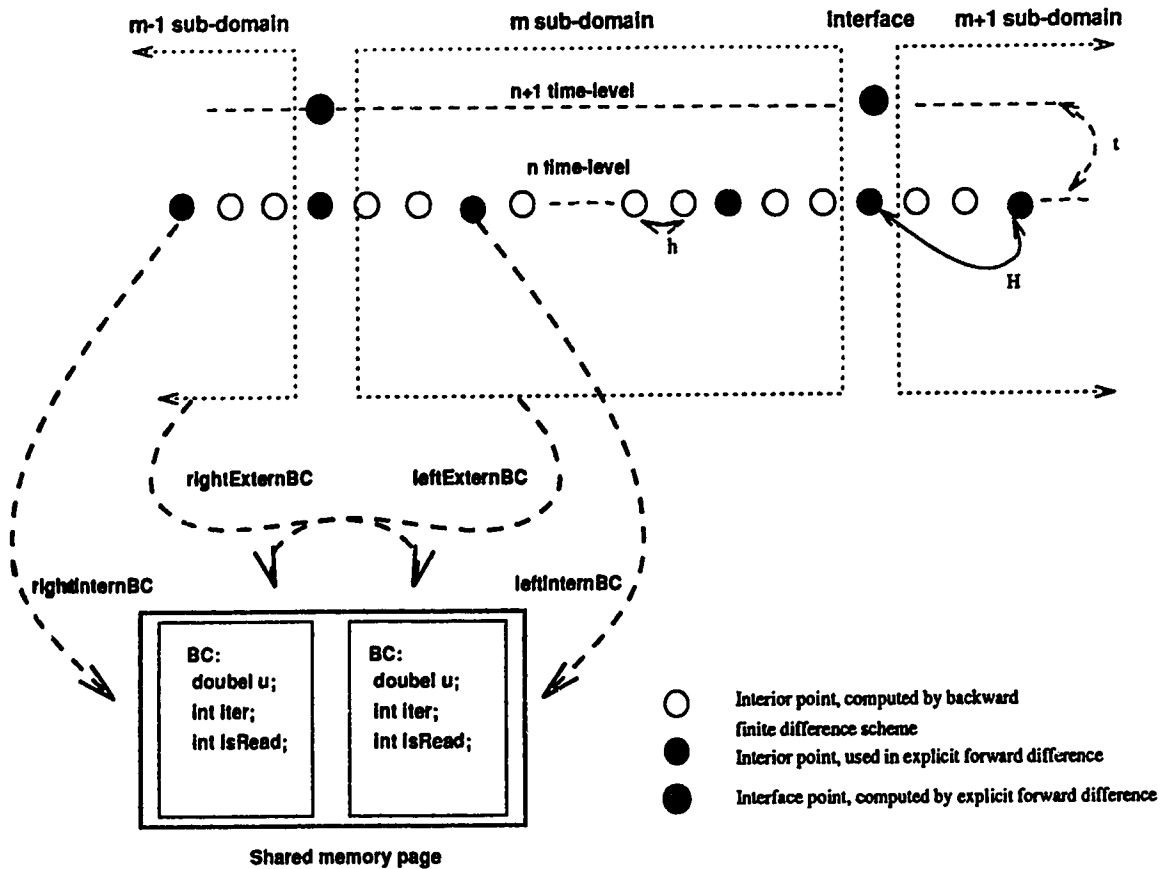 m-1 sub-domain
m sub-domain
Interface
m+1 sub-domain
n+1 time-level
n time-level
t
h
H
rightExternBC
leftExternBC
rightInternBC
leftInternBC
BC:
doubel u;
int iter;
int isRead;
BC:
doubel u;
int iter;
int isRead;
Shared memory page
Interior point, computed by backward
finite difference scheme
Interior point, used in explicit forward difference
Interface point, computed by explicit forward difference